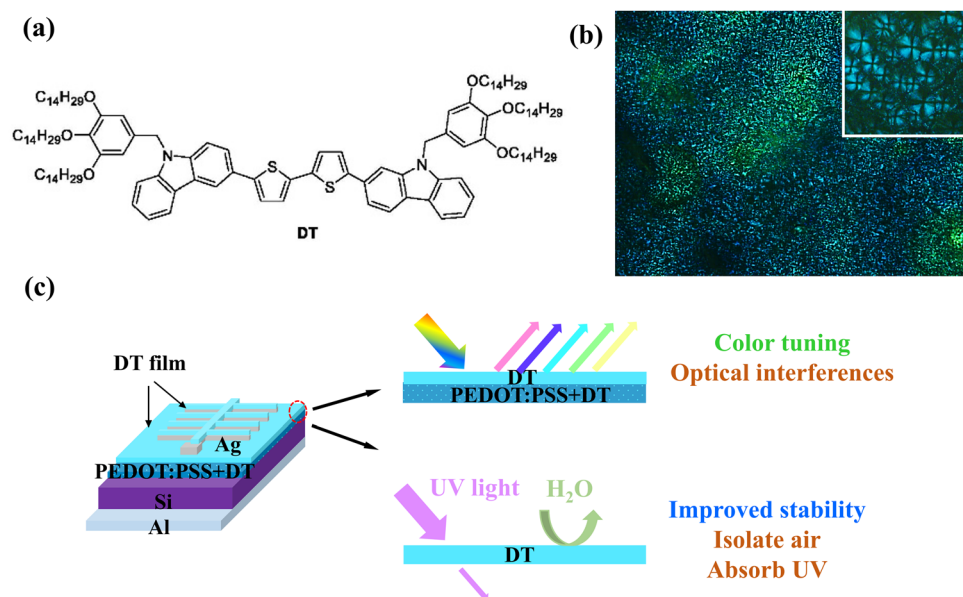 (a)
OC₁₄H₂₉
C₁₄H₂₉O
OC₁₄H₂₉
C₁₄H₂₉O
OC₁₄H₂₉
C₁₄H₂₉O
N
N
S
S
DT
(b)
(c)
DT film
Ag
PEDOT:PSS+DT
Si
Al
DT
PEDOT:PSS+DT
Color tuning
Optical interferences
UV light
H₂O
DT
Improved stability
Isolate air
Absorb UV